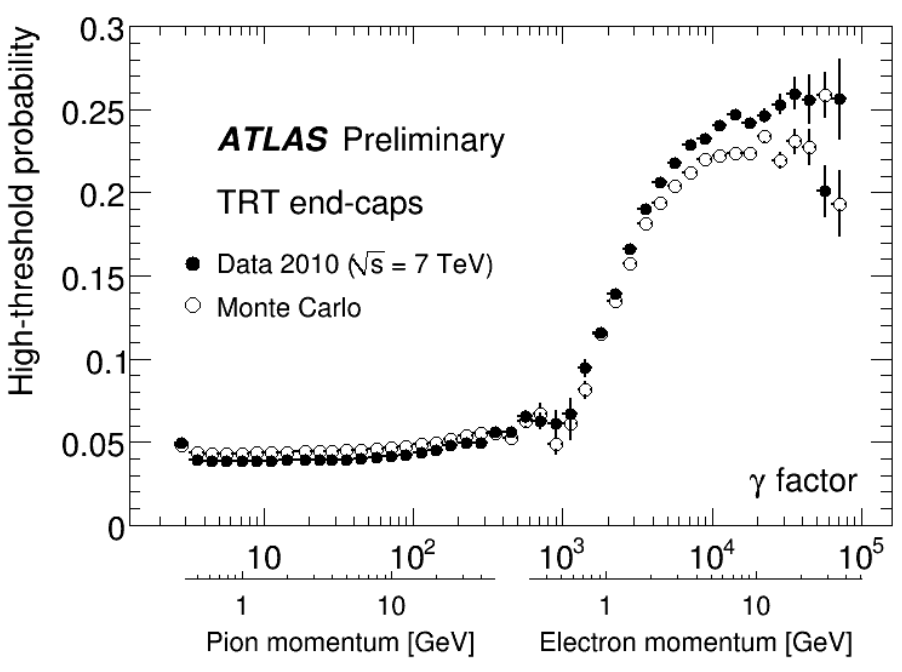 High-threshold probability
0.3
0.25
0.2
0.15
0.1
0.05
0
ATLAS Preliminary
TRT end-caps
Data 2010 (√s = 7 TeV)
Monte Carlo
γ factor
10 10² 10³ 10⁴ 10⁵
1 10 1 10
Pion momentum [GeV] Electron momentum [GeV]